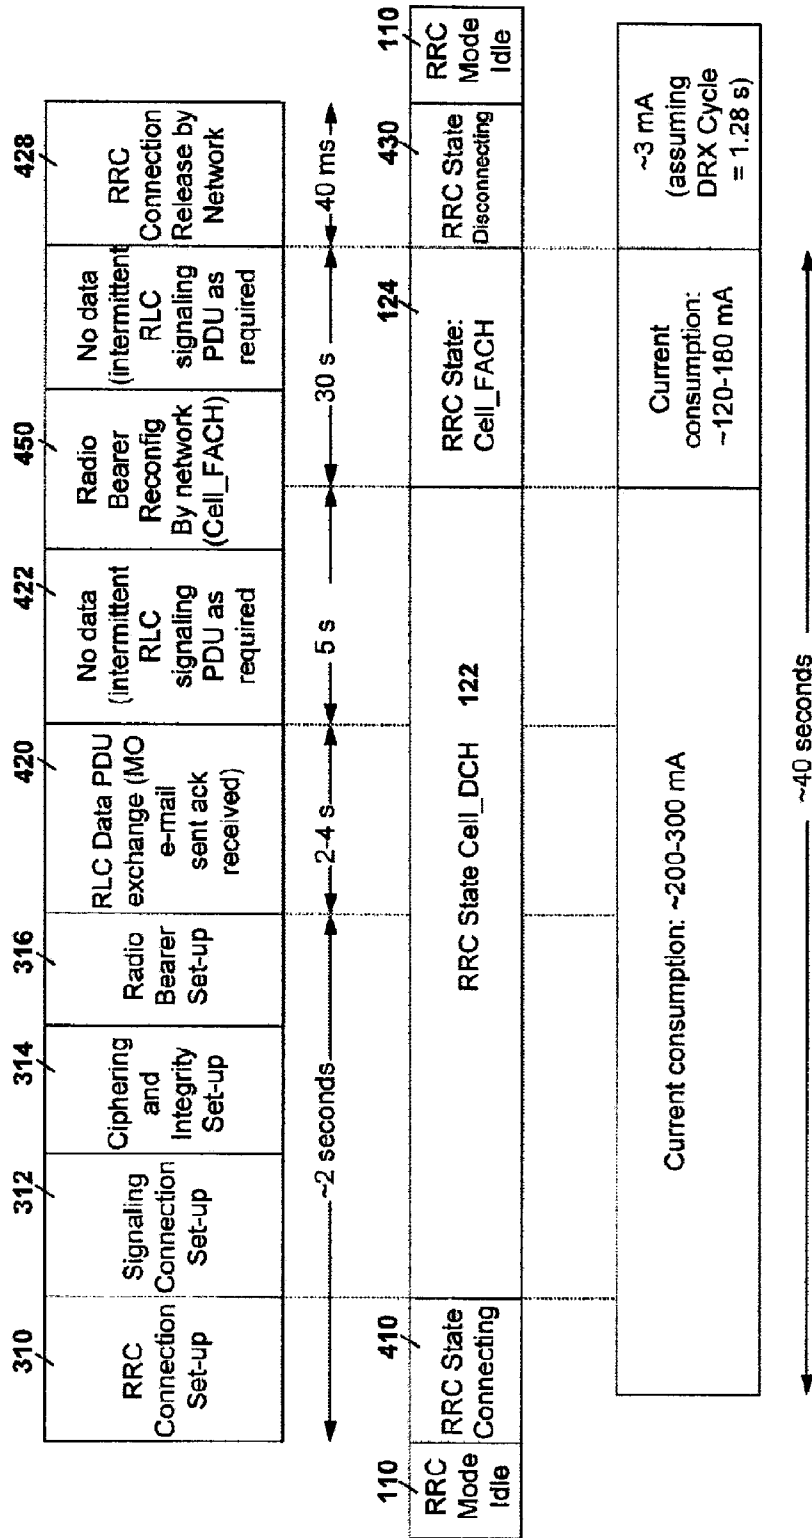 310
RRC
Connection
Set-up
312
Signaling
Connection
Set-up
314
Ciphering
and
Integrity
Set-up
316
Radio
Bearer
Set-up
420
RLC Data PDU
exchange (MO
e-mail
sent ack
received)
422
No data
(intermittent
RLC
signaling
PDU as
required
450
Radio
Bearer
Reconfig
By network
(Cell_FACH)
No data
(intermittent
RLC
signaling
PDU as
required
428
RRC
Connection
Release by
Network
~2 seconds
2-4 s
5 s
30 s
40 ms
110
RRC
Mode
Idle
410
RRC State
Connecting
RRC State Cell_DCH 122
124
RRC State:
Cell_FACH
430
RRC State
Disconnecting
110
RRC
Mode
Idle
Current consumption: ~200-300 mA
Current
consumption:
~120-180 mA
~3 mA
(assuming
DRX Cycle
= 1.28 s)
~40 seconds